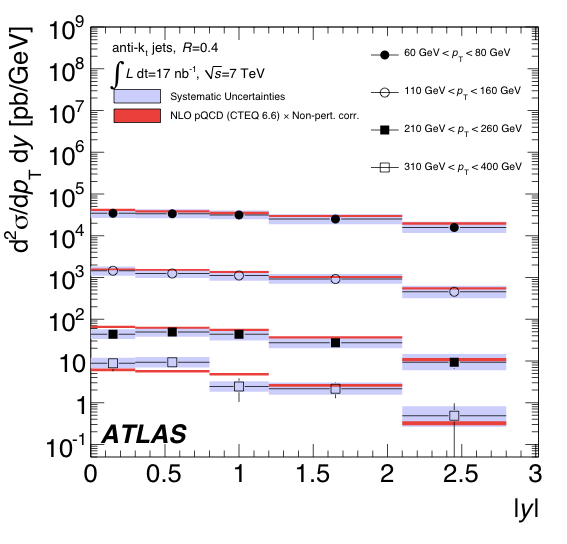 d²σ/dp_T dy [pb/GeV]
10⁹
10⁸
10⁷
10⁶
10⁵
10⁴
10³
10²
10
1
10⁻¹
anti-k_t jets, R=0.4
∫ L dt=17 nb⁻¹, √s=7 TeV
Systematic Uncertainties
NLO pQCD (CTEQ 6.6) × Non-pert. corr.
60 GeV < p_T < 80 GeV
110 GeV < p_T < 160 GeV
210 GeV < p_T < 260 GeV
310 GeV < p_T < 400 GeV
ATLAS
0 0.5 1 1.5 2 2.5 3
|y|